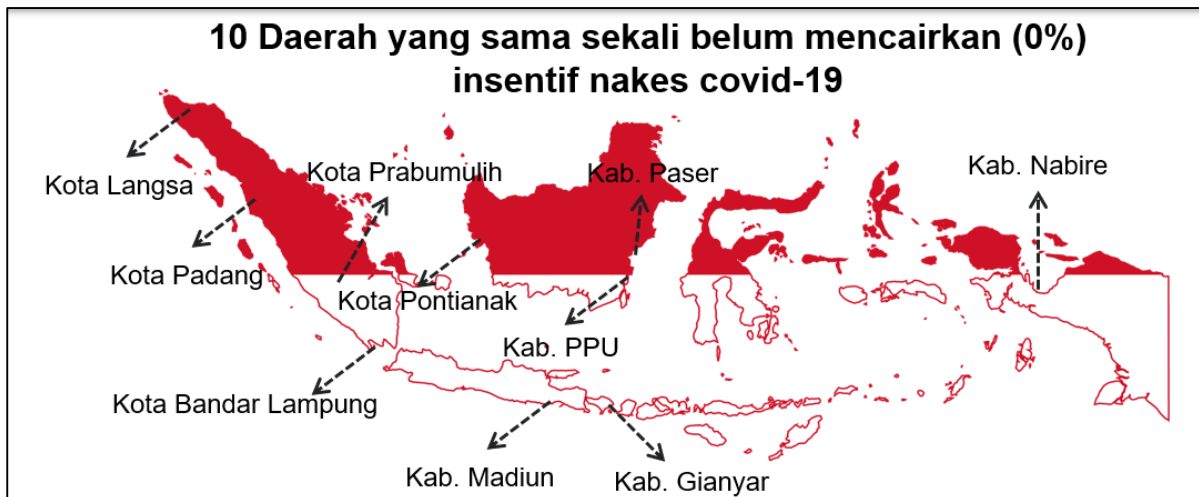 10 Daerah yang sama sekali belum mencairkan (0%)
insentif nakes covid-19
Kota Langsa
Kota Prabumulih
Kab. Paser
Kab. Nabire
Kota Padang
Kota Pontianak
Kab. PPU
Kota Bandar Lampung
Kab. Madiun
Kab. Gianyar